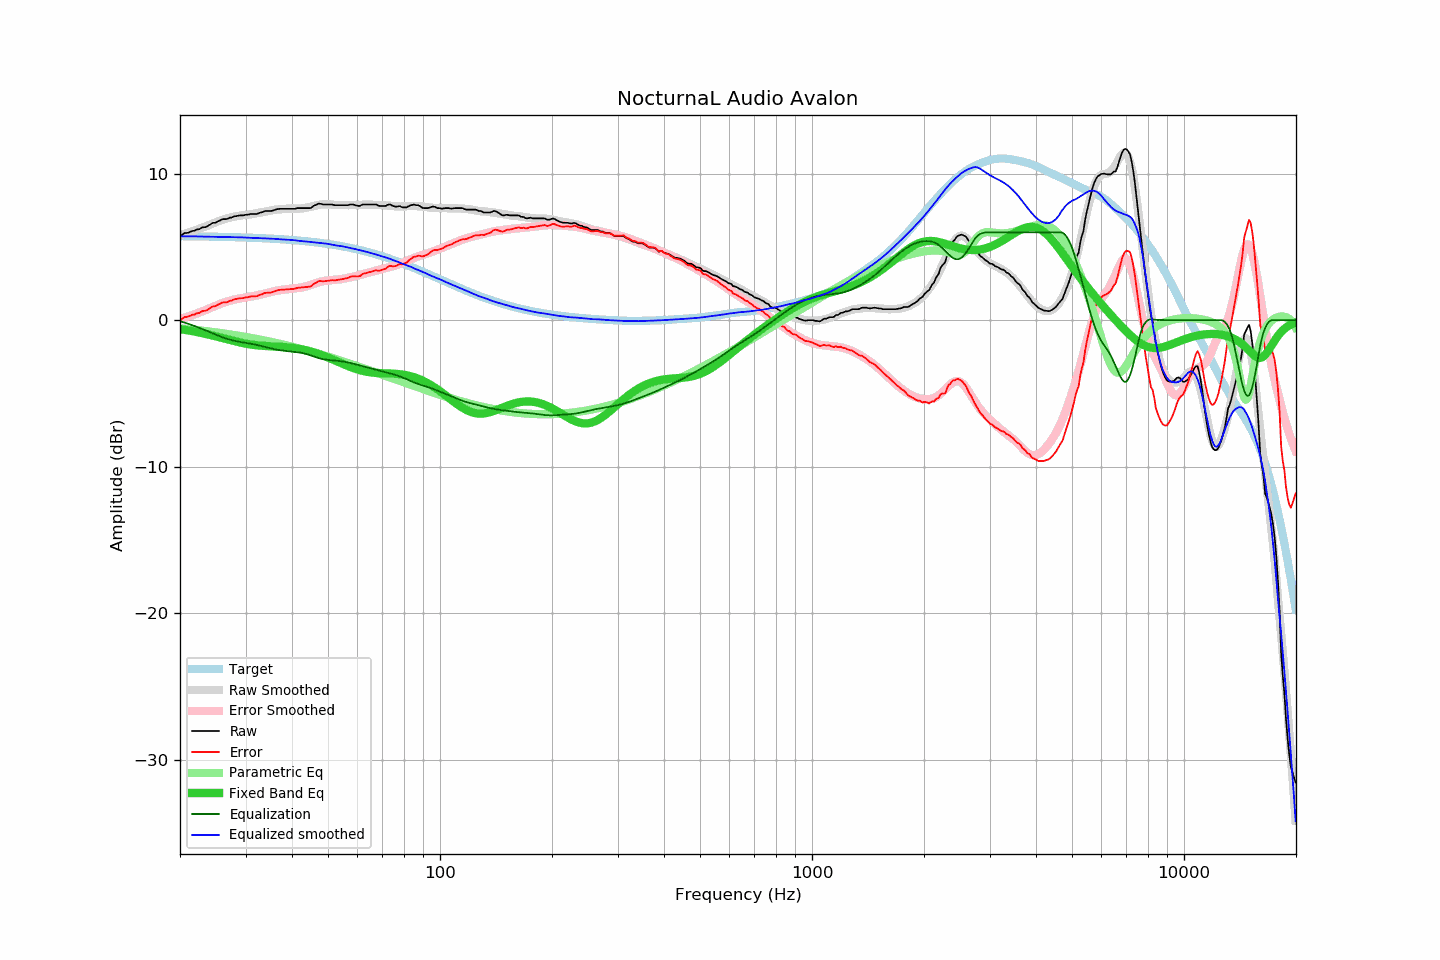 NocturnaL Audio Avalon
10
0
−10
−20
−30
Amplitude (dBr)
Target
Raw Smoothed
Error Smoothed
Raw
Error
Parametric Eq
Fixed Band Eq
Equalization
Equalized smoothed
100
1000
10000
Frequency (Hz)